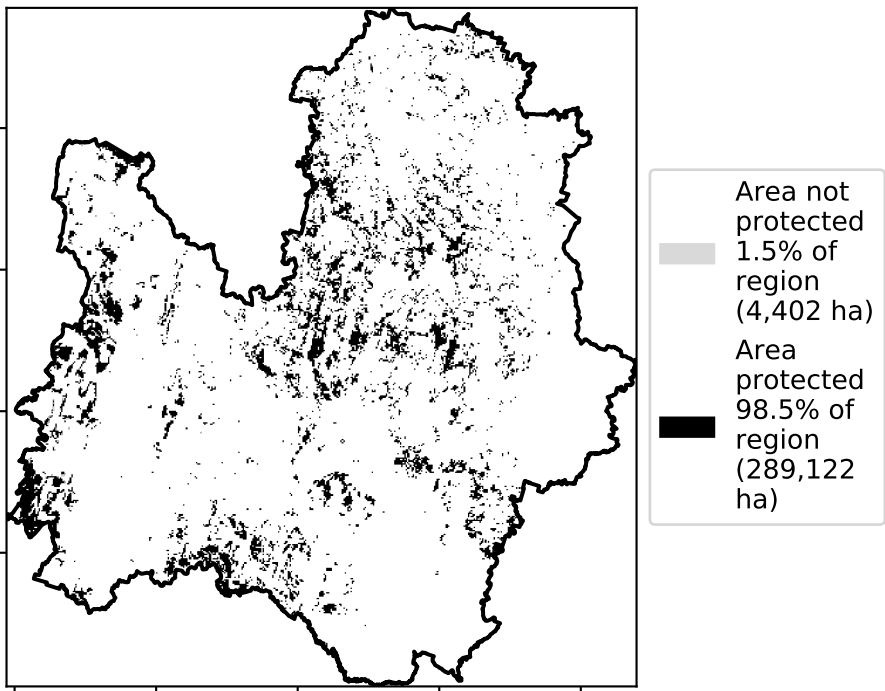 Area not
protected
1.5% of
region
(4,402 ha)
Area
protected
98.5% of
region
(289,122
ha)